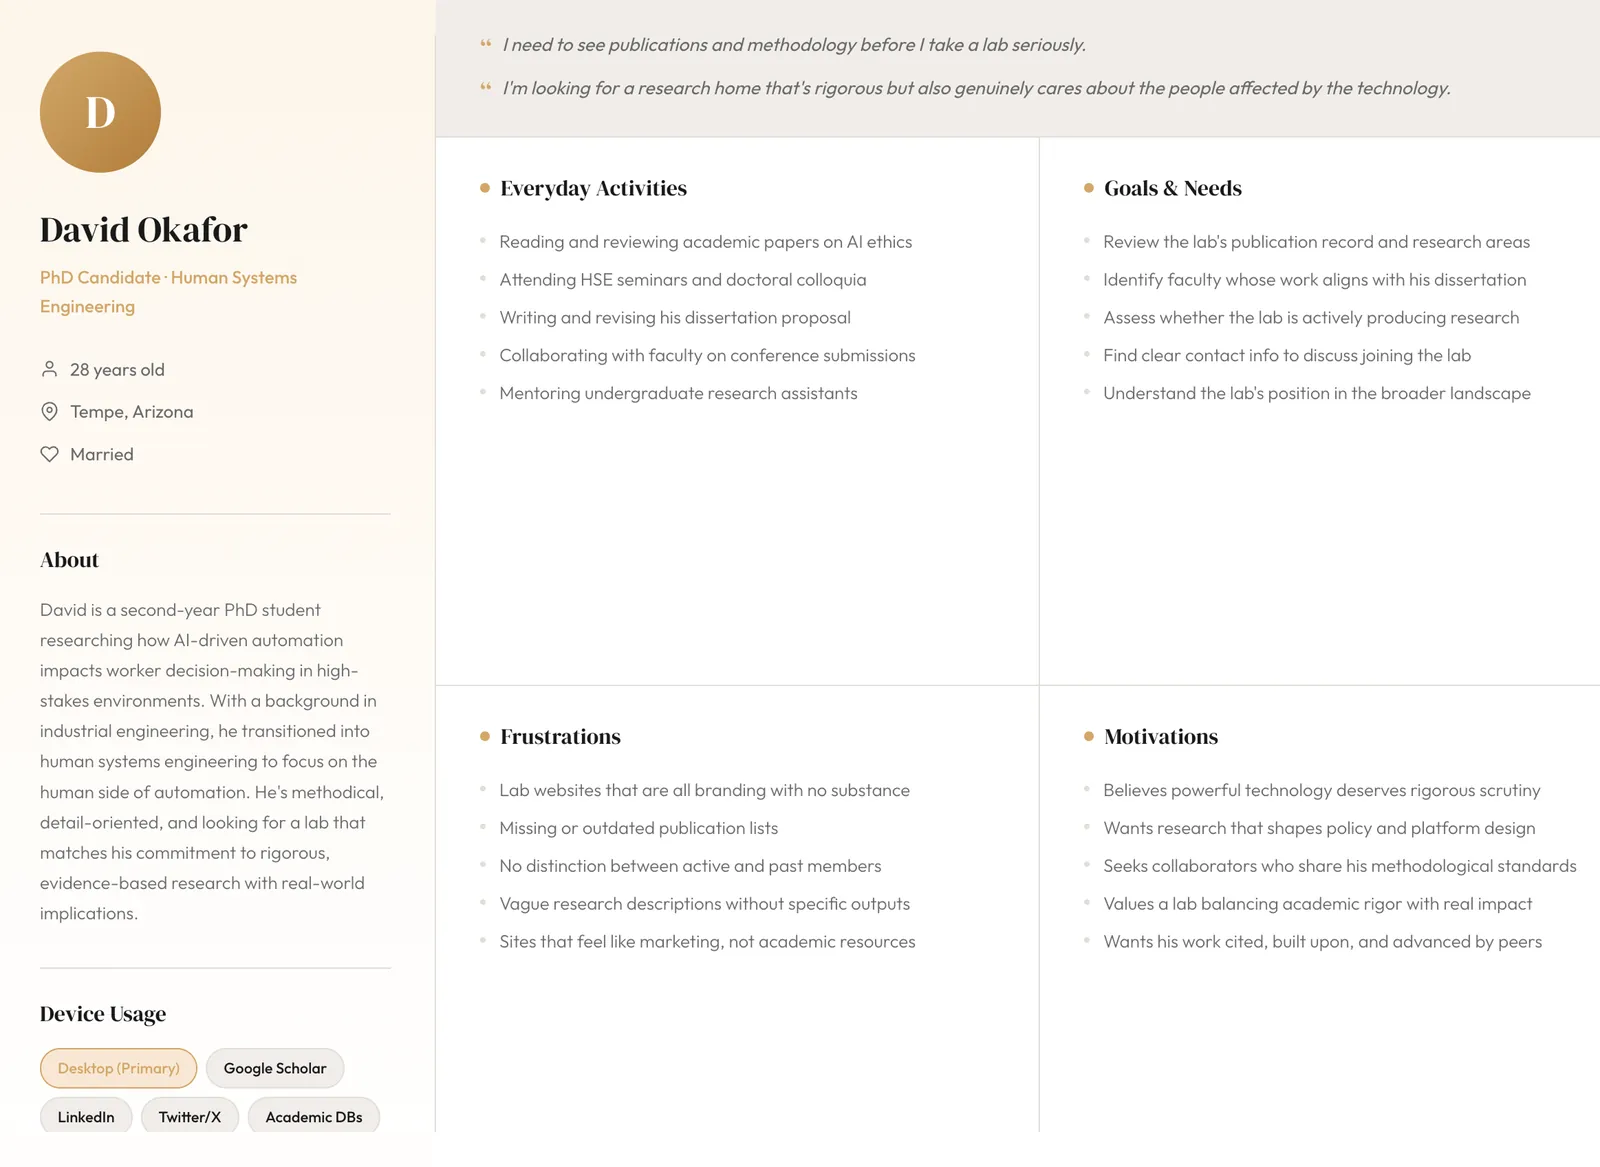 D
David Okafor
PhD Candidate · Human Systems
Engineering
28 years old
Tempe, Arizona
Married
About
David is a second-year PhD student
researching how AI-driven automation
impacts worker decision-making in high-
stakes environments. With a background in
industrial engineering, he transitioned into
human systems engineering to focus on the
human side of automation. He's methodical,
detail-oriented, and looking for a lab that
matches his commitment to rigorous,
evidence-based research with real-world
implications.
Device Usage
Desktop (Primary)
Google Scholar
LinkedIn
Twitter/X
Academic DBs
“ I need to see publications and methodology before I take a lab seriously.
“ I'm looking for a research home that's rigorous but also genuinely cares about the people affected by the technology.
Everyday Activities
Reading and reviewing academic papers on AI ethics
Attending HSE seminars and doctoral colloquia
Writing and revising his dissertation proposal
Collaborating with faculty on conference submissions
Mentoring undergraduate research assistants
Goals & Needs
Review the lab's publication record and research areas
Identify faculty whose work aligns with his dissertation
Assess whether the lab is actively producing research
Find clear contact info to discuss joining the lab
Understand the lab's position in the broader landscape
Frustrations
Lab websites that are all branding with no substance
Missing or outdated publication lists
No distinction between active and past members
Vague research descriptions without specific outputs
Sites that feel like marketing, not academic resources
Motivations
Believes powerful technology deserves rigorous scrutiny
Wants research that shapes policy and platform design
Seeks collaborators who share his methodological standards
Values a lab balancing academic rigor with real impact
Wants his work cited, built upon, and advanced by peers